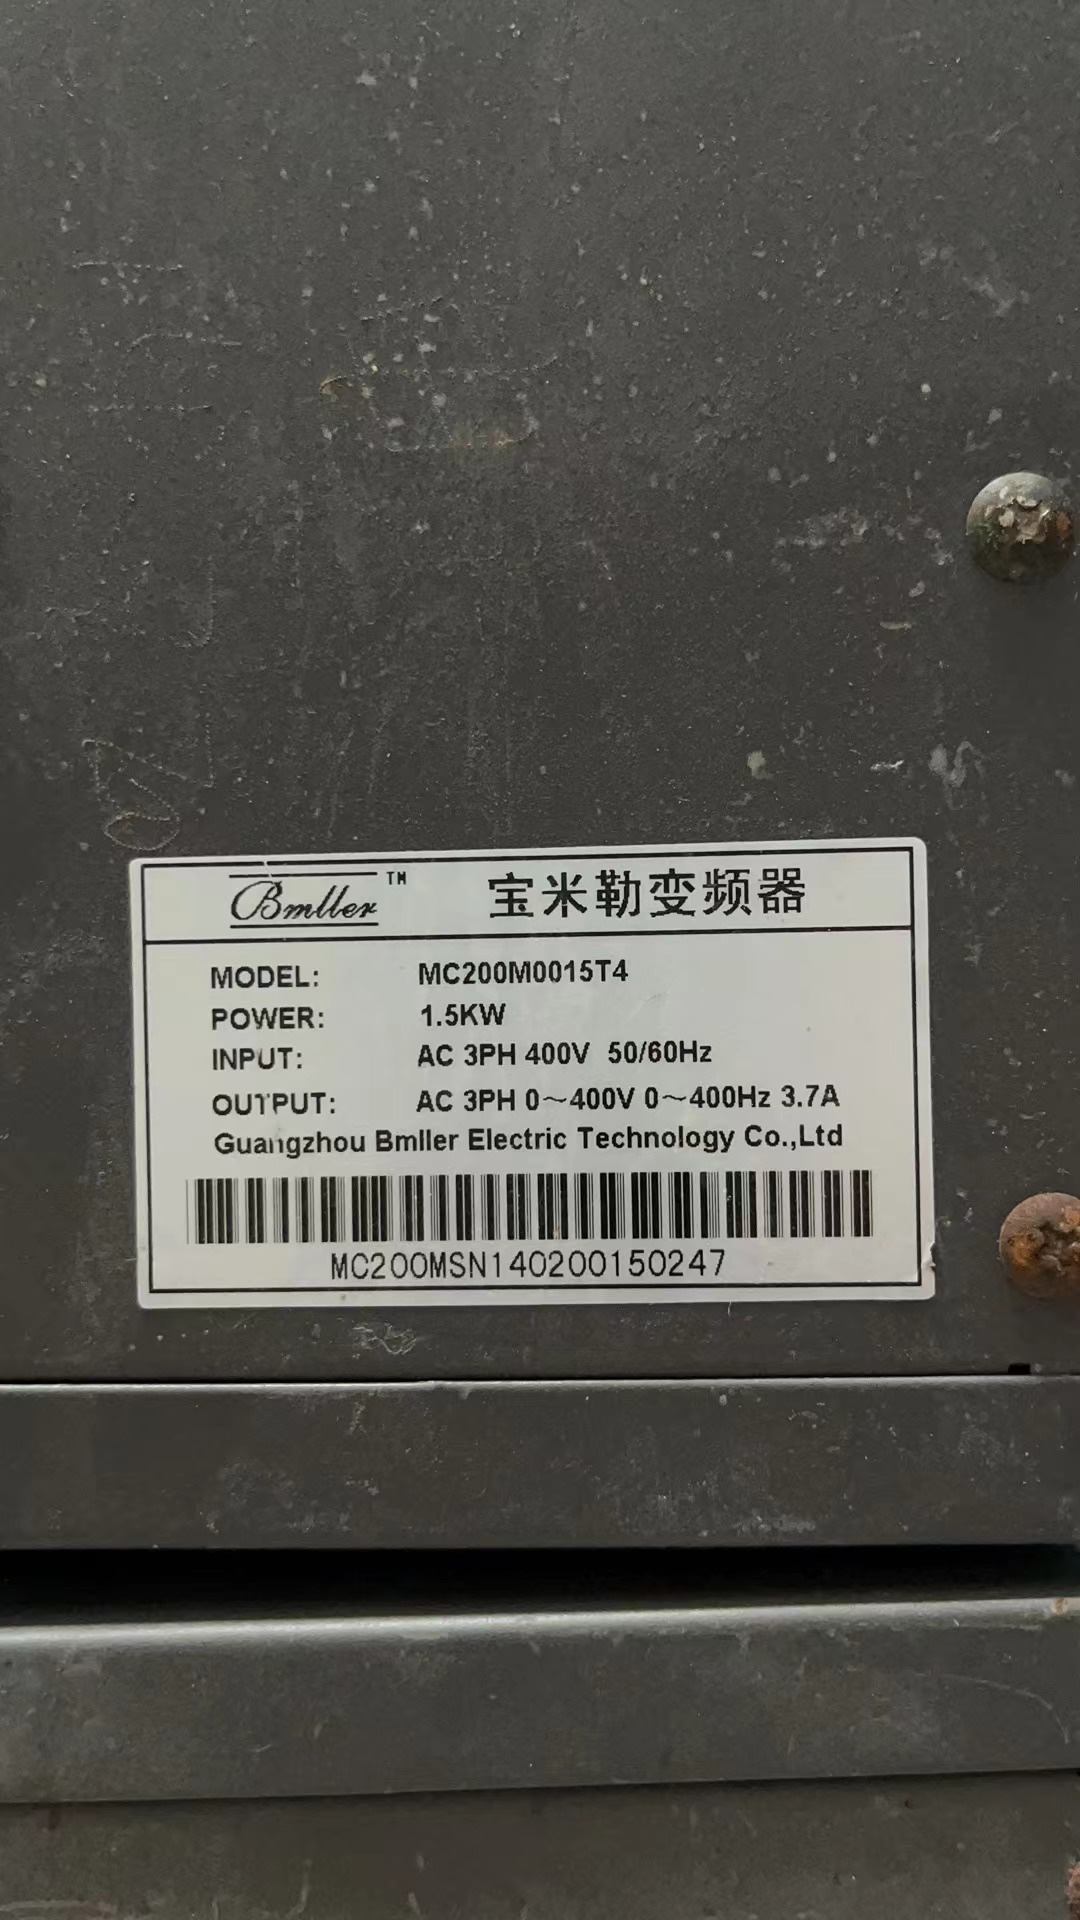 Bmller™ 宝米勒变频器
MODEL: MC200M0015T4
POWER: 1.5KW
INPUT: AC 3PH 400V 50/60Hz
OUTPUT: AC 3PH 0～400V 0～400Hz 3.7A
Guangzhou Bmller Electric Technology Co.,Ltd
MC200MSN140200150247